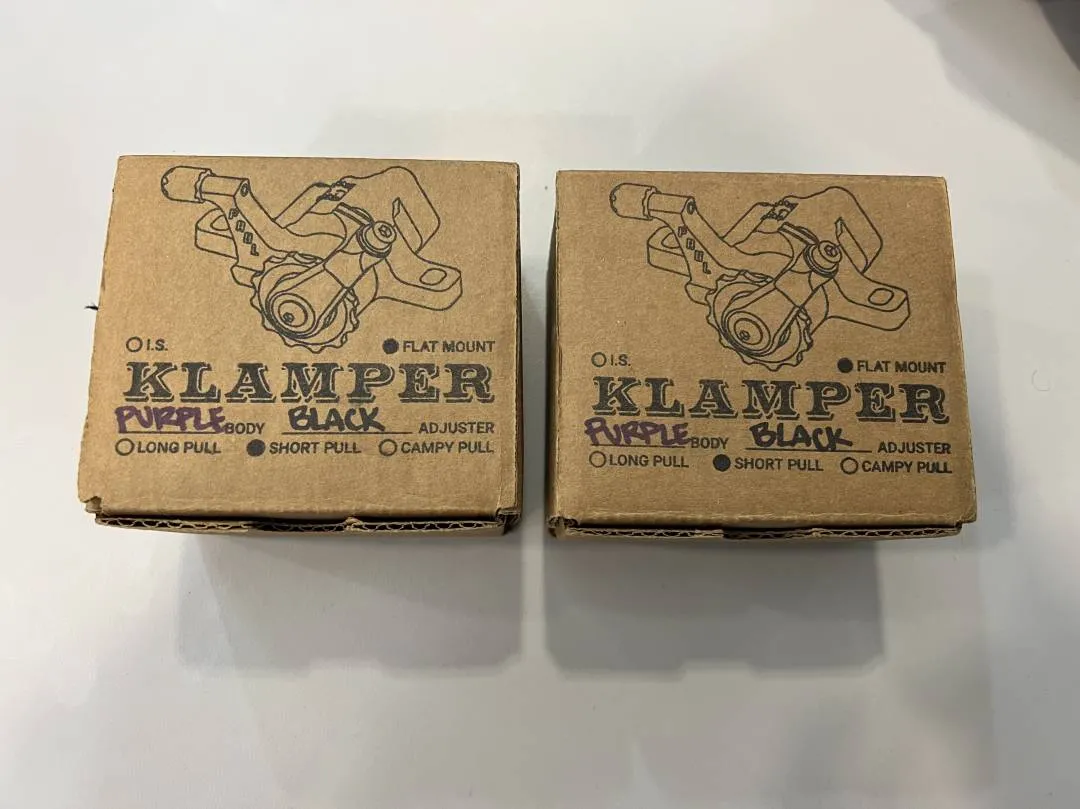 PAUL
○ I.S. ● FLAT MOUNT
KLAMPER
PURPLE BODY BLACK ADJUSTER
○ LONG PULL ● SHORT PULL ○ CAMPY PULL
PAUL
○ I.S. ● FLAT MOUNT
KLAMPER
PURPLE BODY BLACK ADJUSTER
○ LONG PULL ● SHORT PULL ○ CAMPY PULL